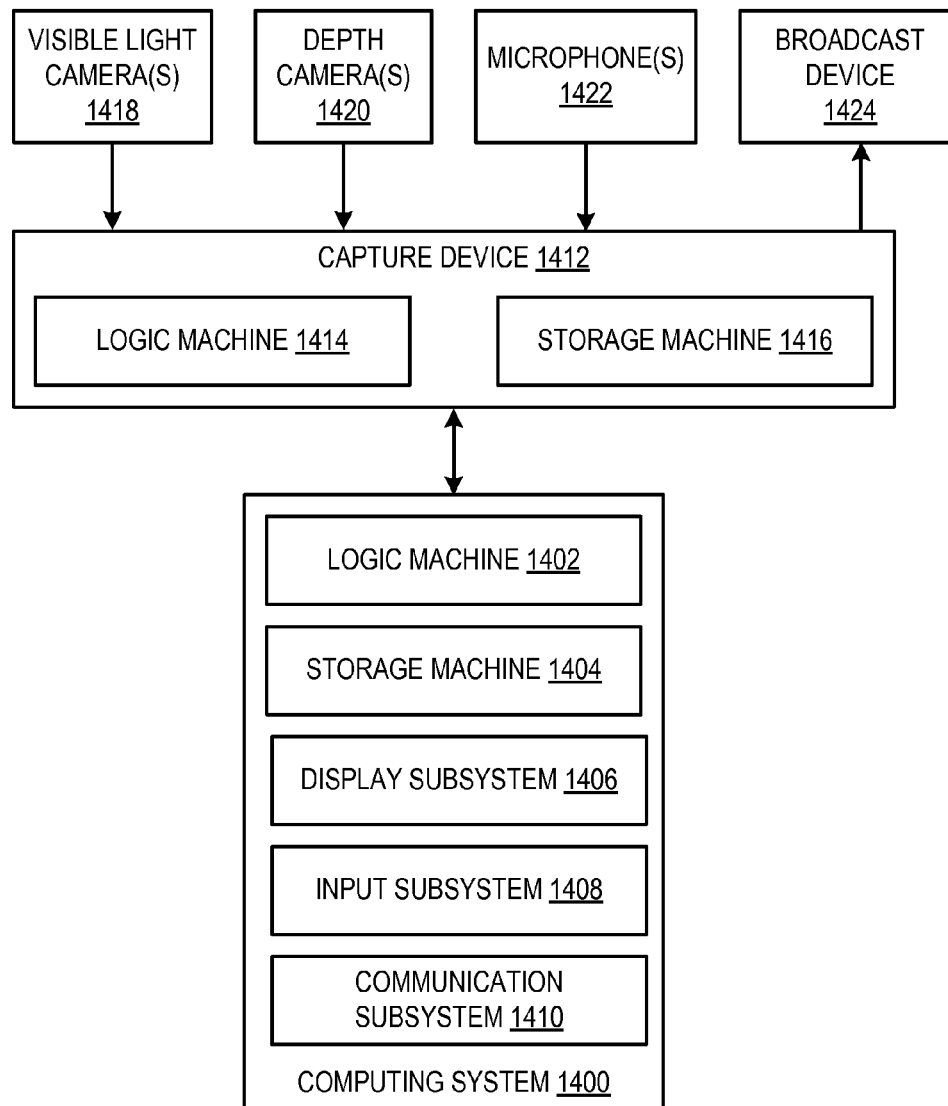 VISIBLE LIGHT
CAMERA(S)
1418
DEPTH
CAMERA(S)
1420
MICROPHONE(S)
1422
BROADCAST
DEVICE
1424
CAPTURE DEVICE 1412
LOGIC MACHINE 1414
STORAGE MACHINE 1416
LOGIC MACHINE 1402
STORAGE MACHINE 1404
DISPLAY SUBSYSTEM 1406
INPUT SUBSYSTEM 1408
COMMUNICATION
SUBSYSTEM 1410
COMPUTING SYSTEM 1400